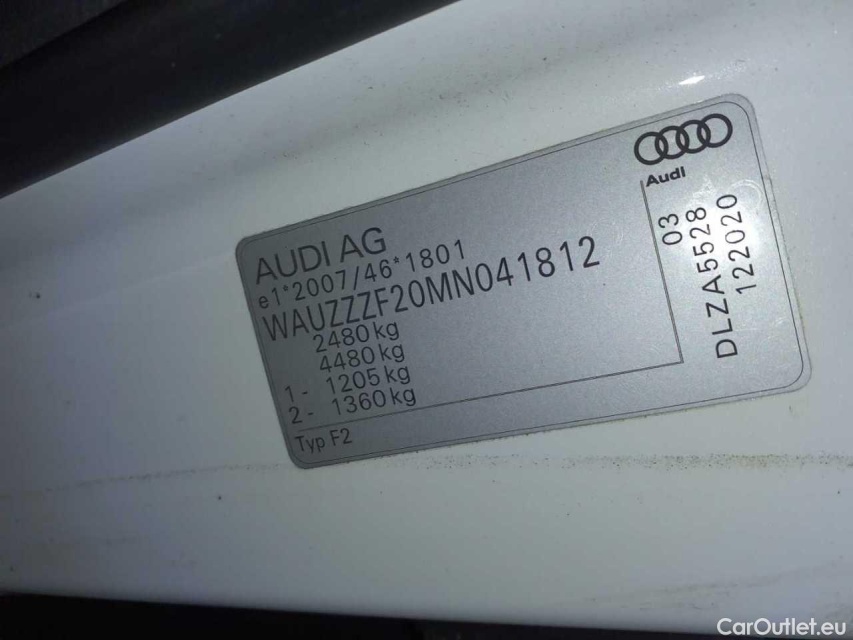 AUDI AG
e1*2007/46*1801
WAUZZZF20MN041812
2480 kg
4480 kg
1 - 1205 kg
2 - 1360 kg
Typ F2
Audi
03
DLZA5528
122020
CarOutlet.eu